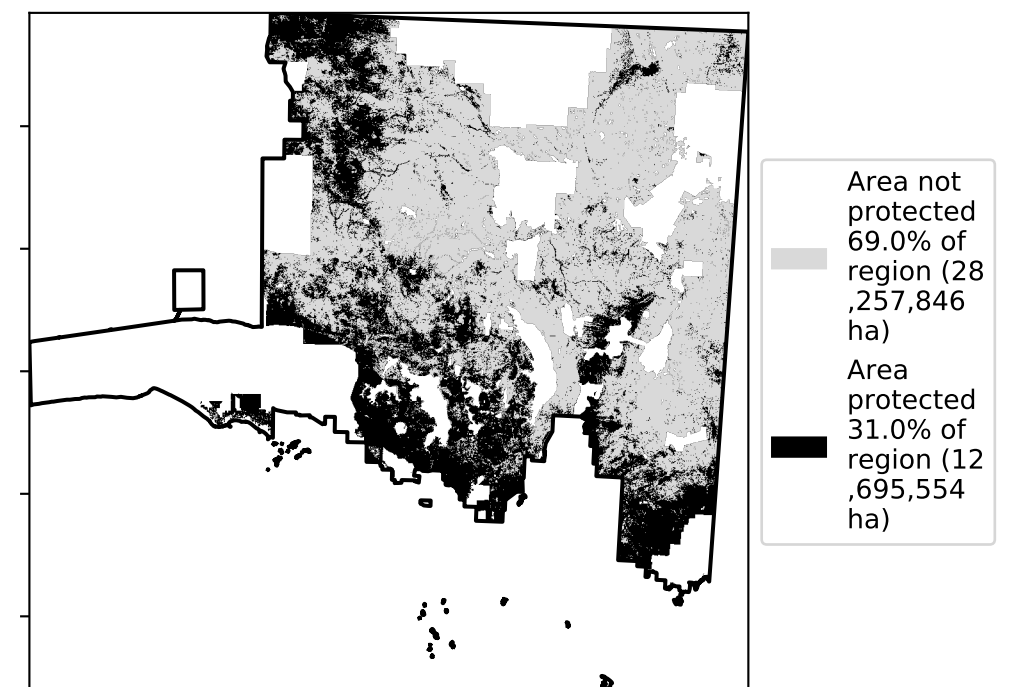 Area not
protected
69.0% of
region (28
,257,846
ha)
Area
protected
31.0% of
region (12
,695,554
ha)